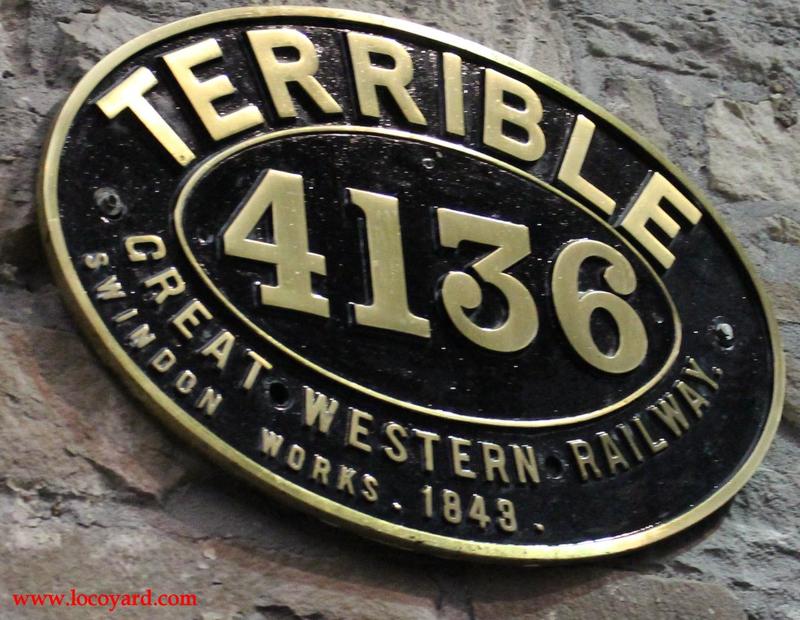 TERRIBLE
4136
GREAT WESTERN RAILWAY.
SWINDON WORKS. 1843.
www.locoyard.com